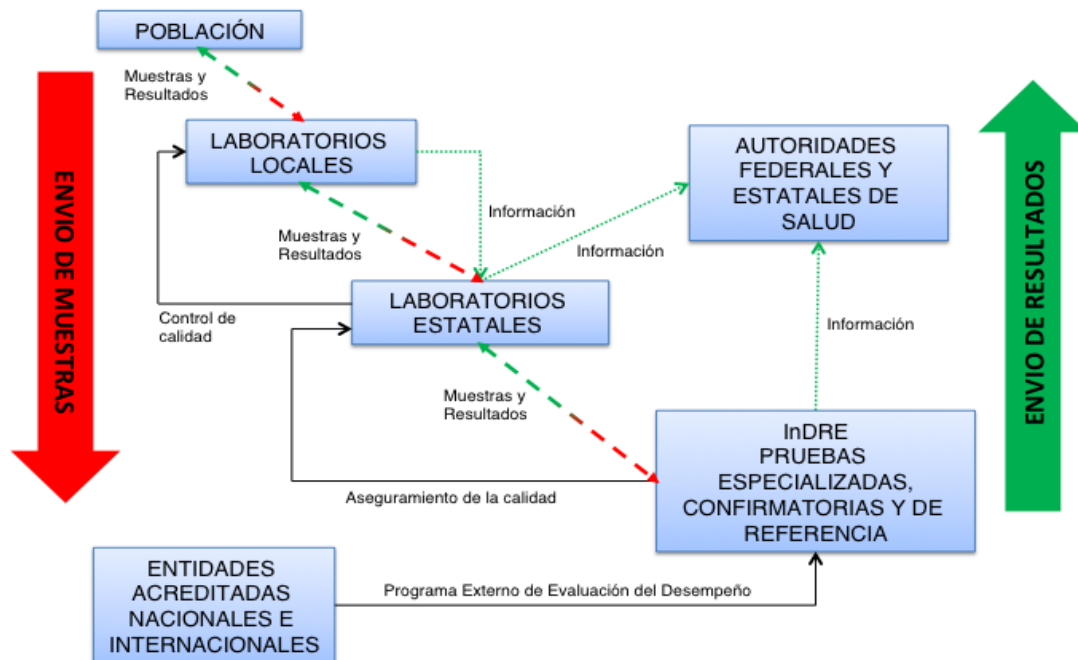 POBLACIÓN
Muestras y
Resultados
LABORATORIOS
LOCALES
AUTORIDADES
FEDERALES Y
ESTATALES DE
SALUD
Información
Muestras y
Resultados
Información
LABORATORIOS
ESTATALES
Control de
calidad
Información
Muestras y
Resultados
InDRE
PRUEBAS
ESPECIALIZADAS,
CONFIRMATORIAS Y DE
REFERENCIA
Aseguramiento de la calidad
ENTIDADES
ACREDITADAS
NACIONALES E
INTERNACIONALES
Programa Externo de Evaluación del Desempeño
ENVIO DE MUESTRAS
ENVIO DE RESULTADOS